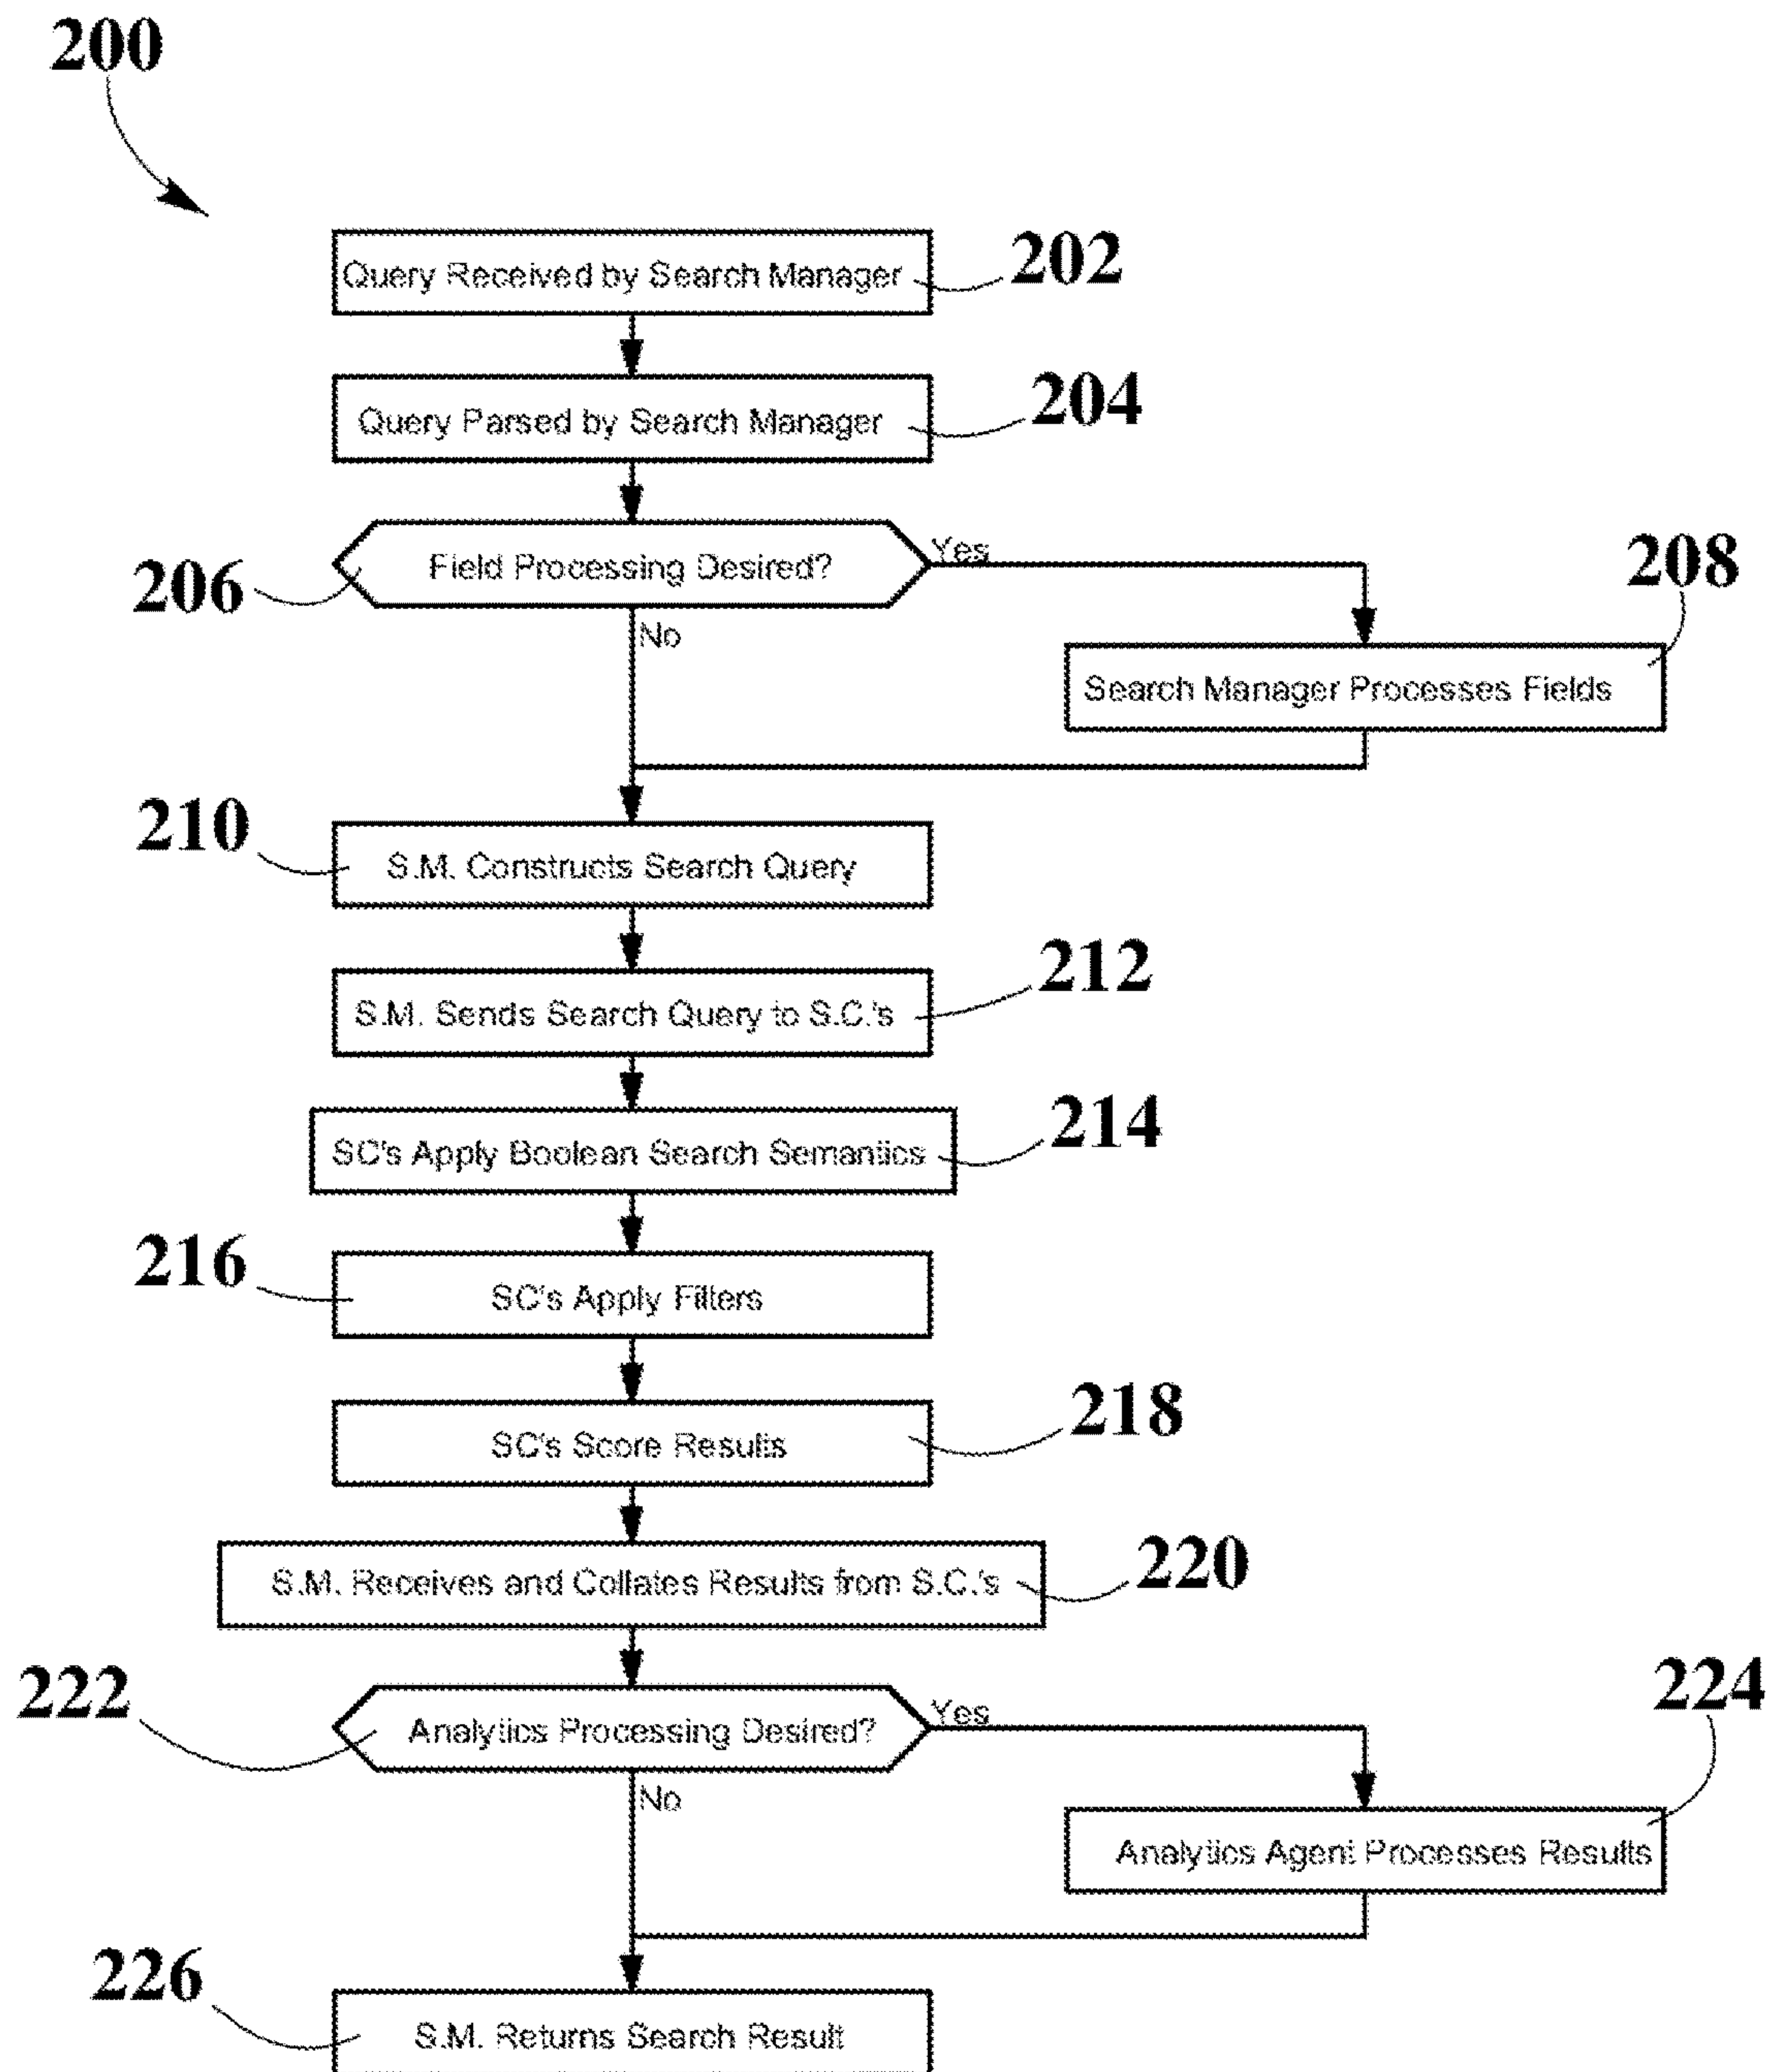 200
Query Received by Search Manager
202
Query Parsed by Search Manager
204
Field Processing Desired?
Yes
206
208
No
Search Manager Processes Fields
210
S.M. Constructs Search Query
212
S.M. Sends Search Query to S.C.'s
214
SC's Apply Boolean Search Semantics
216
SC's Apply Filters
218
SC's Score Results
220
S.M. Receives and Collates Results from S.C.'s
222
Analytics Processing Desired?
Yes
224
No
Analytics Agent Processes Results
226
S.M. Returns Search Result